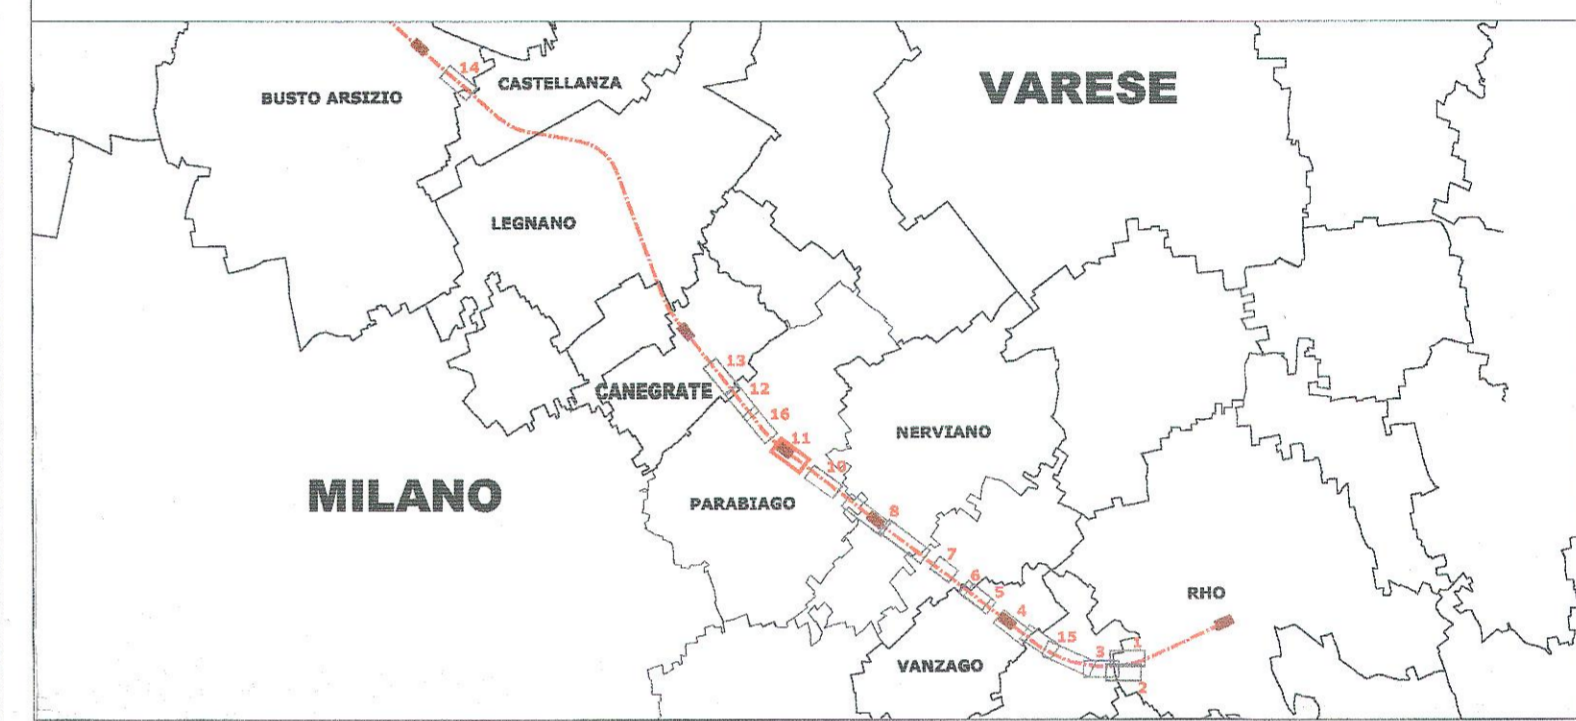 14
CASTELLANZA
VARESE
BUSTO ARSIZIO
LEGNANO
13
CANEGRATE
12
16
NERVIANO
11
10
MILANO
PARABIAGO
8
7
6
5
RHO
4
15
1
3
VANZAGO
2